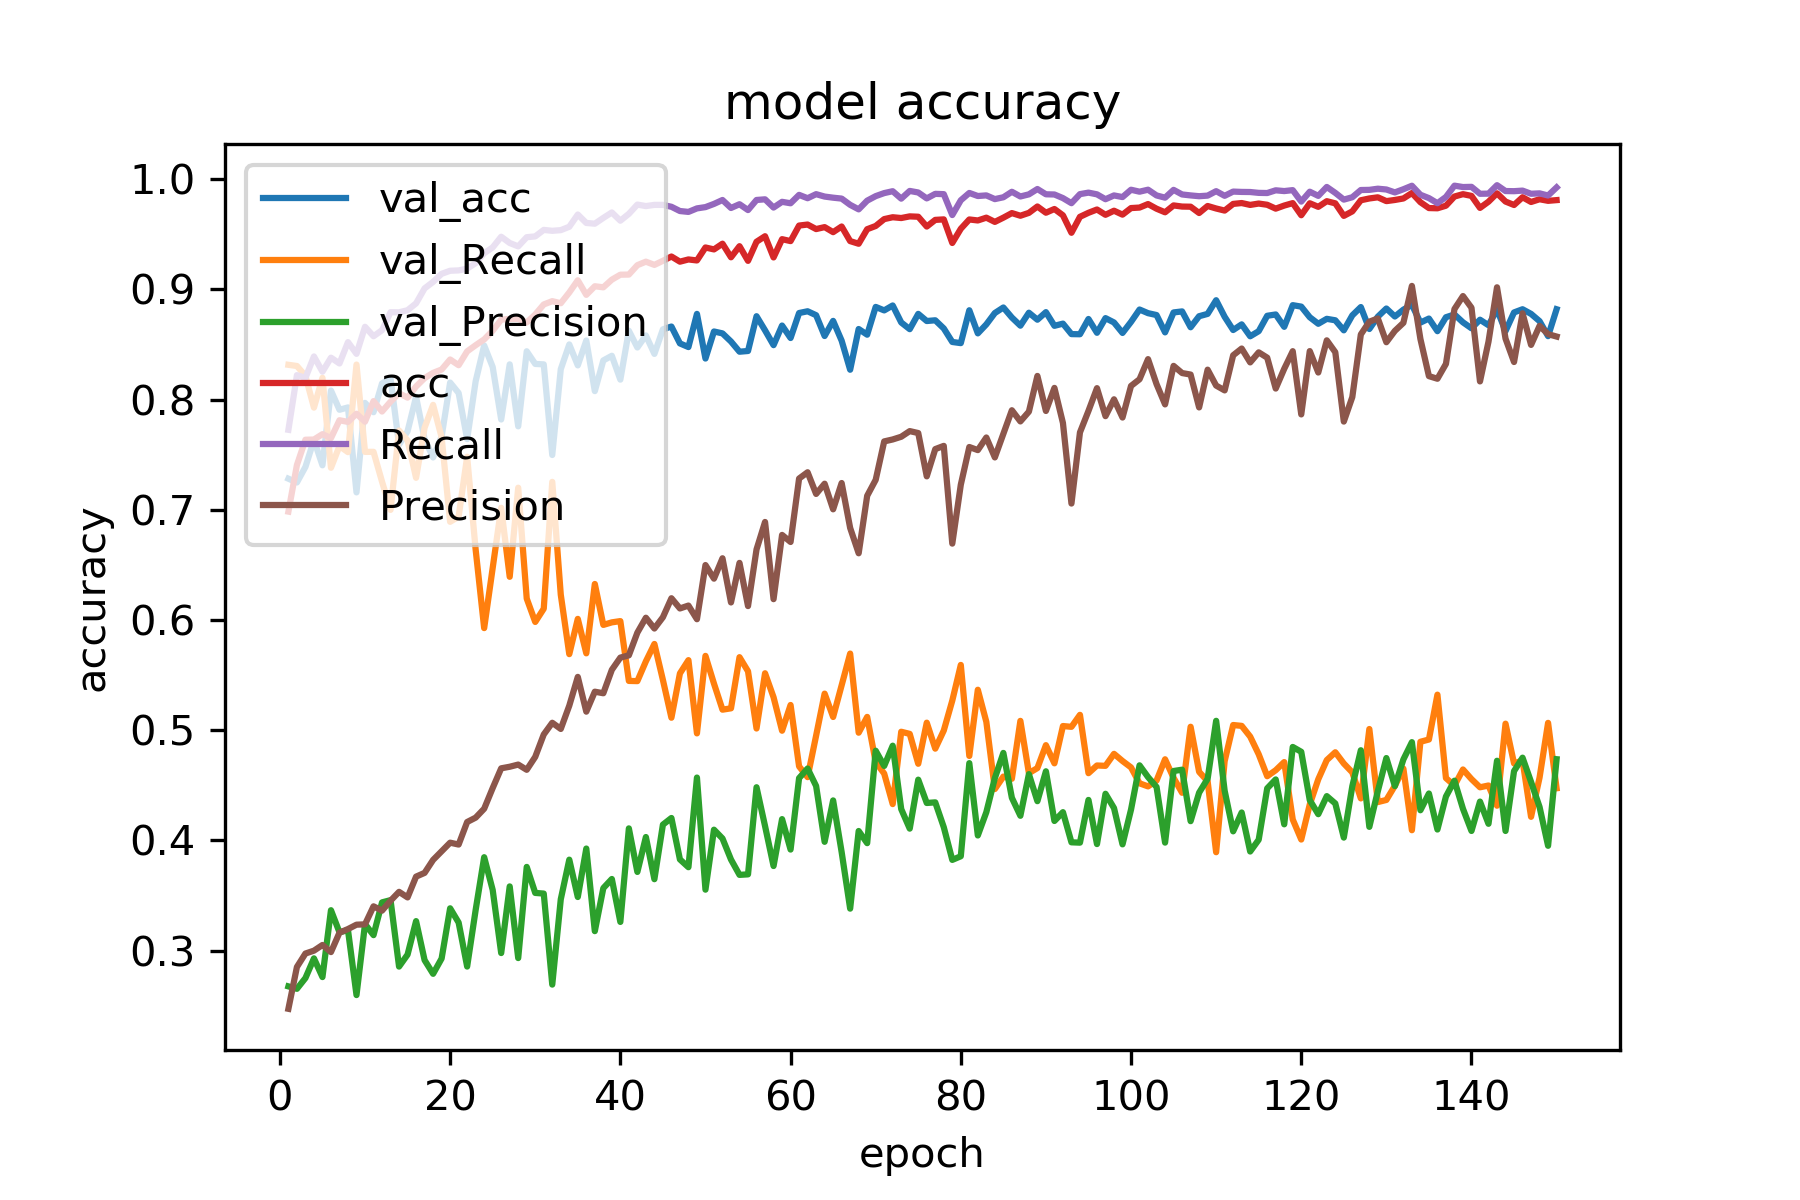 model accuracy
val_acc
val_Recall
val_Precision
acc
Recall
Precision
accuracy
1.0
0.9
0.8
0.7
0.6
0.5
0.4
0.3
0 20 40 60 80 100 120 140
epoch